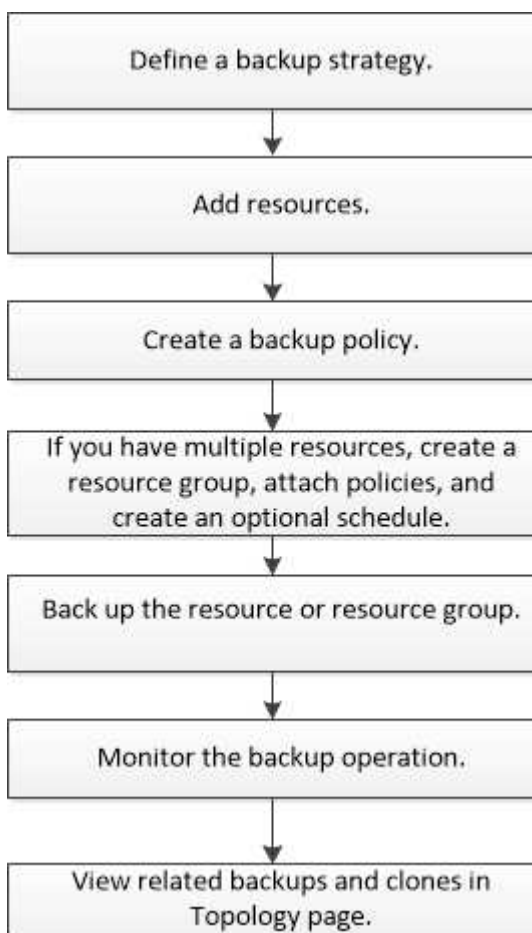 Define a backup strategy.
Add resources.
Create a backup policy.
If you have multiple resources, create a
resource group, attach policies, and
create an optional schedule.
Back up the resource or resource group.
Monitor the backup operation.
View related backups and clones in
Topology page.